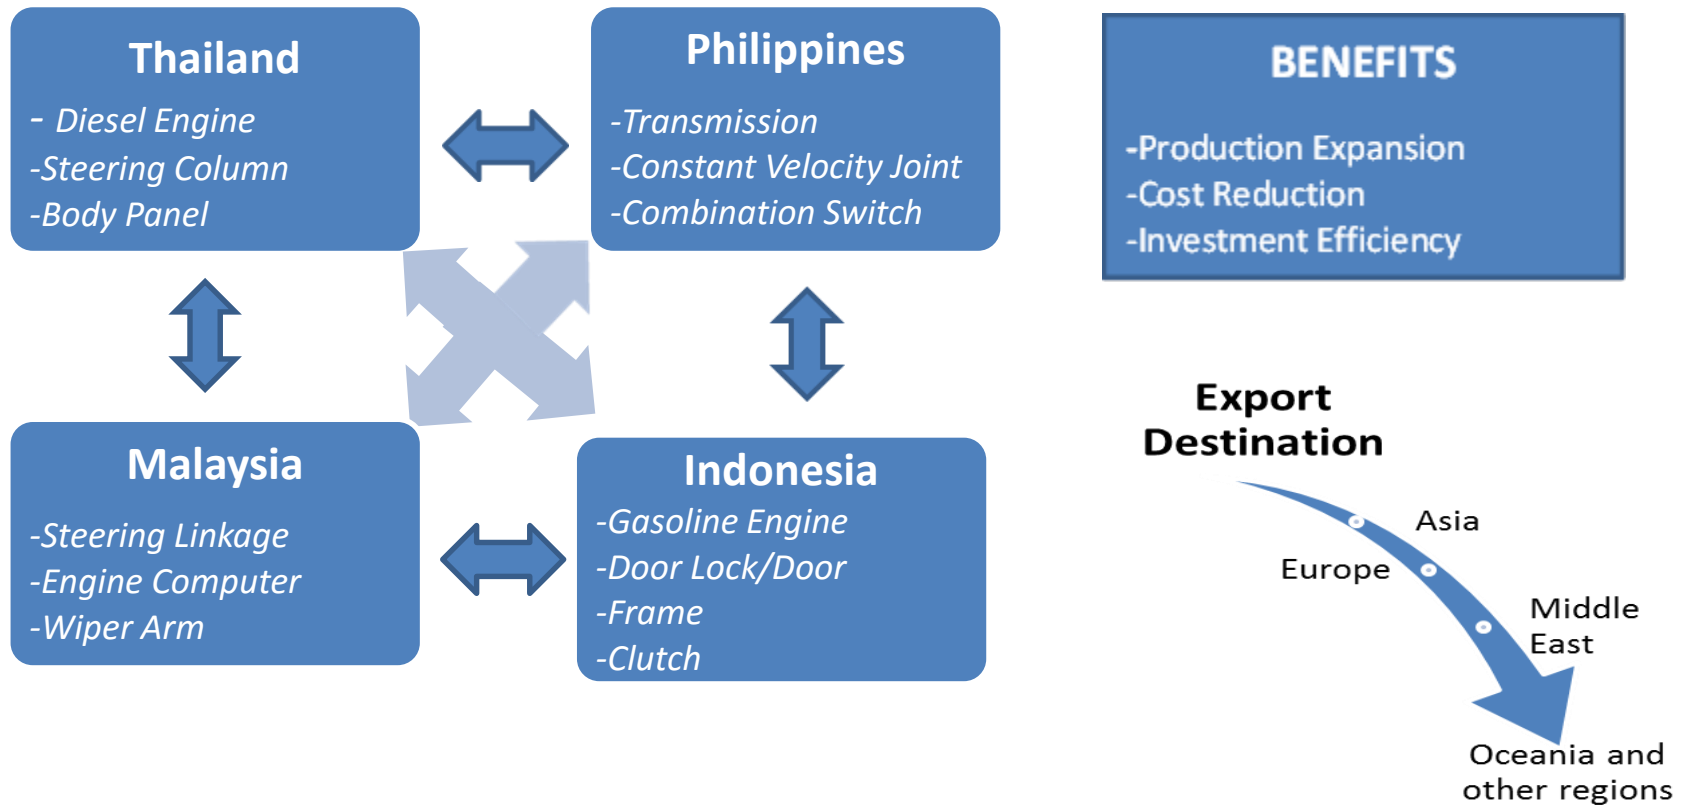 Thailand
- Diesel Engine
-Steering Column
-Body Panel
Philippines
-Transmission
-Constant Velocity Joint
-Combination Switch
BENEFITS
-Production Expansion
-Cost Reduction
-Investment Efficiency
Malaysia
-Steering Linkage
-Engine Computer
-Wiper Arm
Indonesia
-Gasoline Engine
-Door Lock/Door
-Frame
-Clutch
Export
Destination
Asia
Europe
Middle
East
Oceania and
other regions